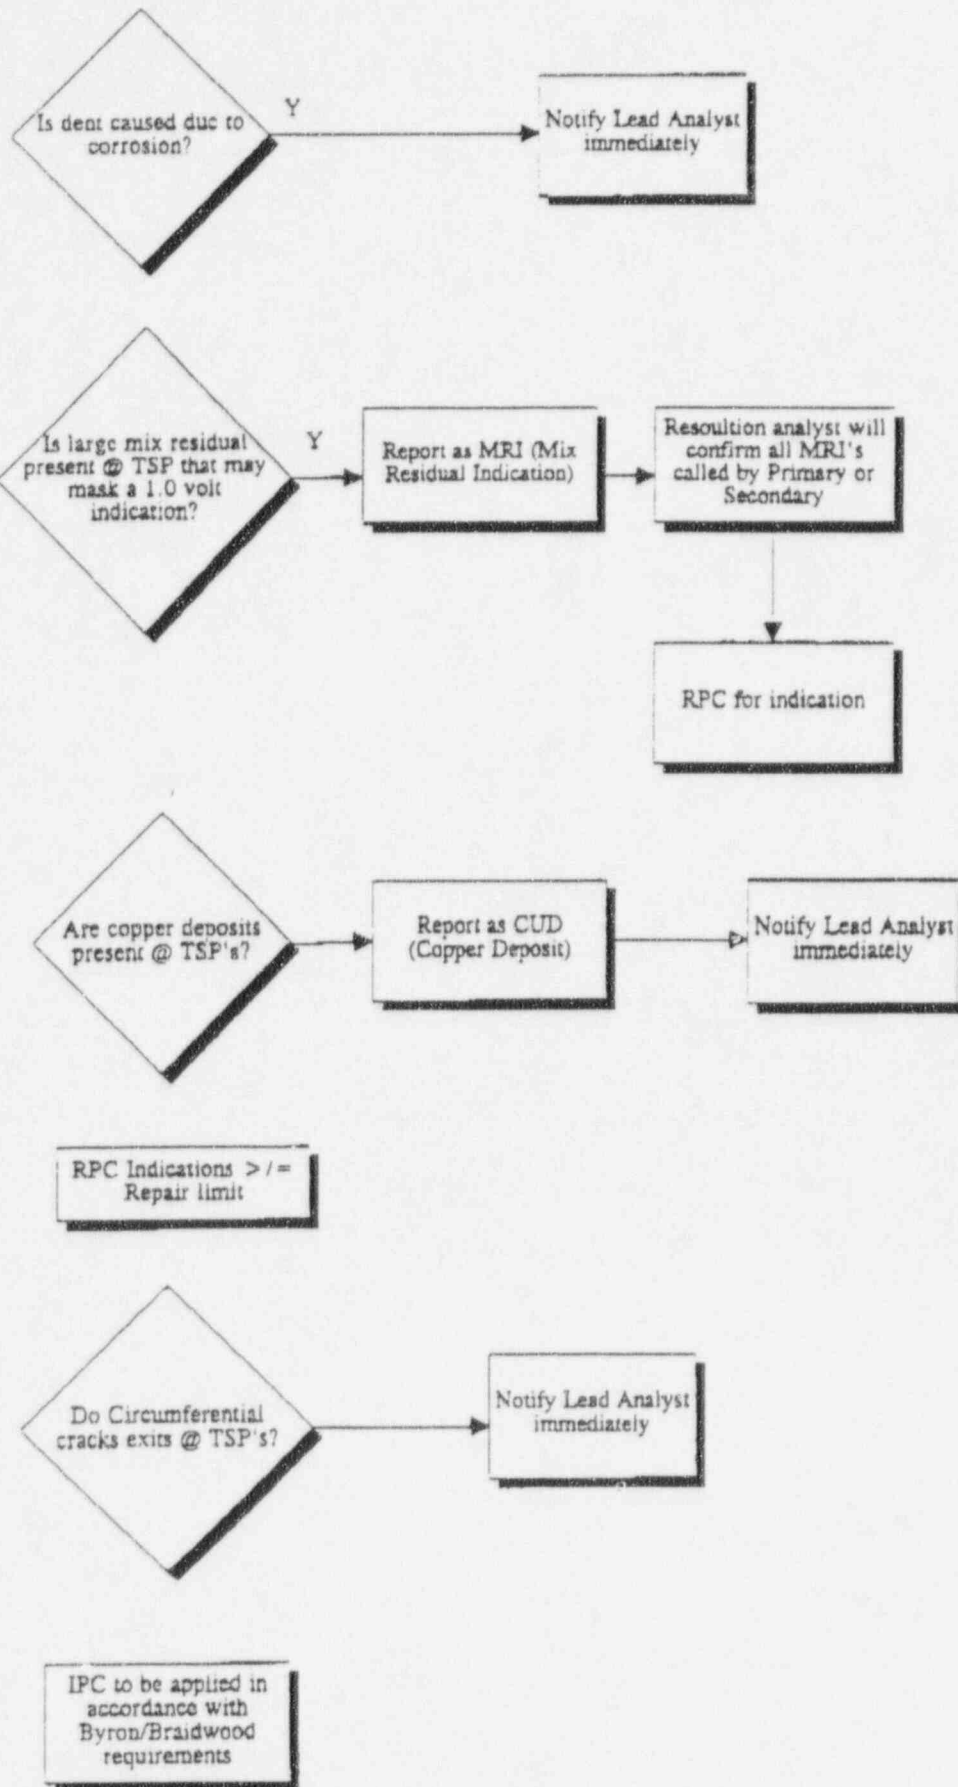 Is dent caused due to
corrosion?
Y
Notify Lead Analyst
immediately
Is large mix residual
present @ TSP that may
mask a 1.0 volt
indication?
Y
Report as MRI (Mix
Residual Indication)
Resoultion analyst will
confirm all MRI's
called by Primary or
Secondary
RPC for indication
Are copper deposits
present @ TSP's?
Report as CUD
(Copper Deposit)
Notify Lead Analyst
immediately
RPC Indications >/=
Repair limit
Do Circumferential
cracks exits @ TSP's?
Notify Lead Analyst
immediately
IPC to be applied in
accordance with
Byron/Braidwood
requirements